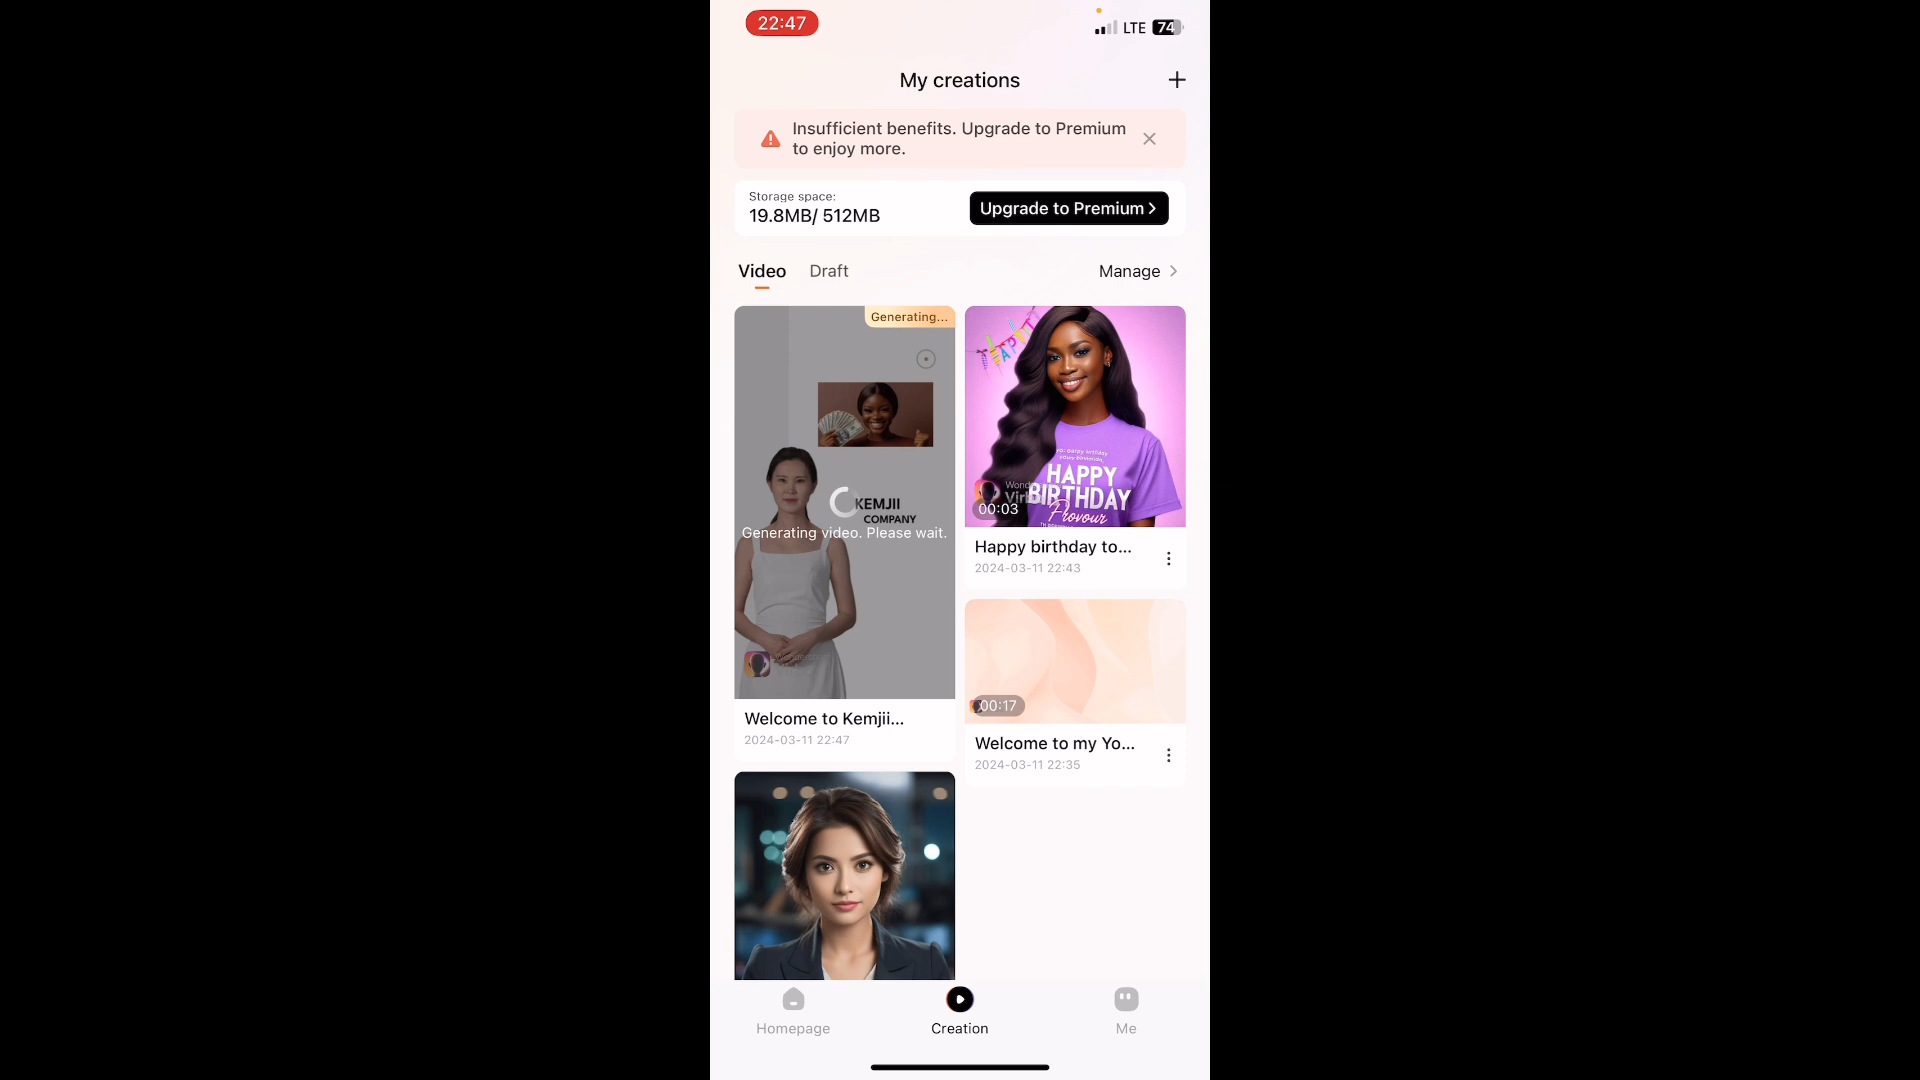 22:47
LTE 74
My creations
Insufficient benefits. Upgrade to Premium
to enjoy more.
Storage space:
19.8MB/ 512MB
Upgrade to Premium
Video
Draft
Manage
Generating...
KEMJII
COMPANY
Generating video. Please wait.
Welcome to Kemjii...
2024-03-11 22:47
HAPPY
HAPPY
BIRTHDAY
Flovour
00:03
Happy birthday to...
2024-03-11 22:43
00:17
Welcome to my Yo...
2024-03-11 22:35
Homepage
Creation
Me